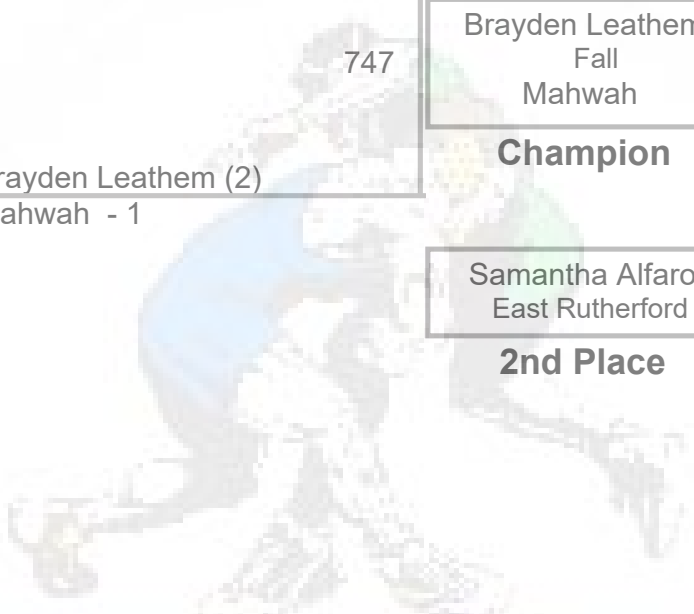 Brayden Leathem
747
Fall
Mahwah
Champion
rayden Leathem (2)
ahwah - 1
Samantha Alfaro
East Rutherford
2nd Place